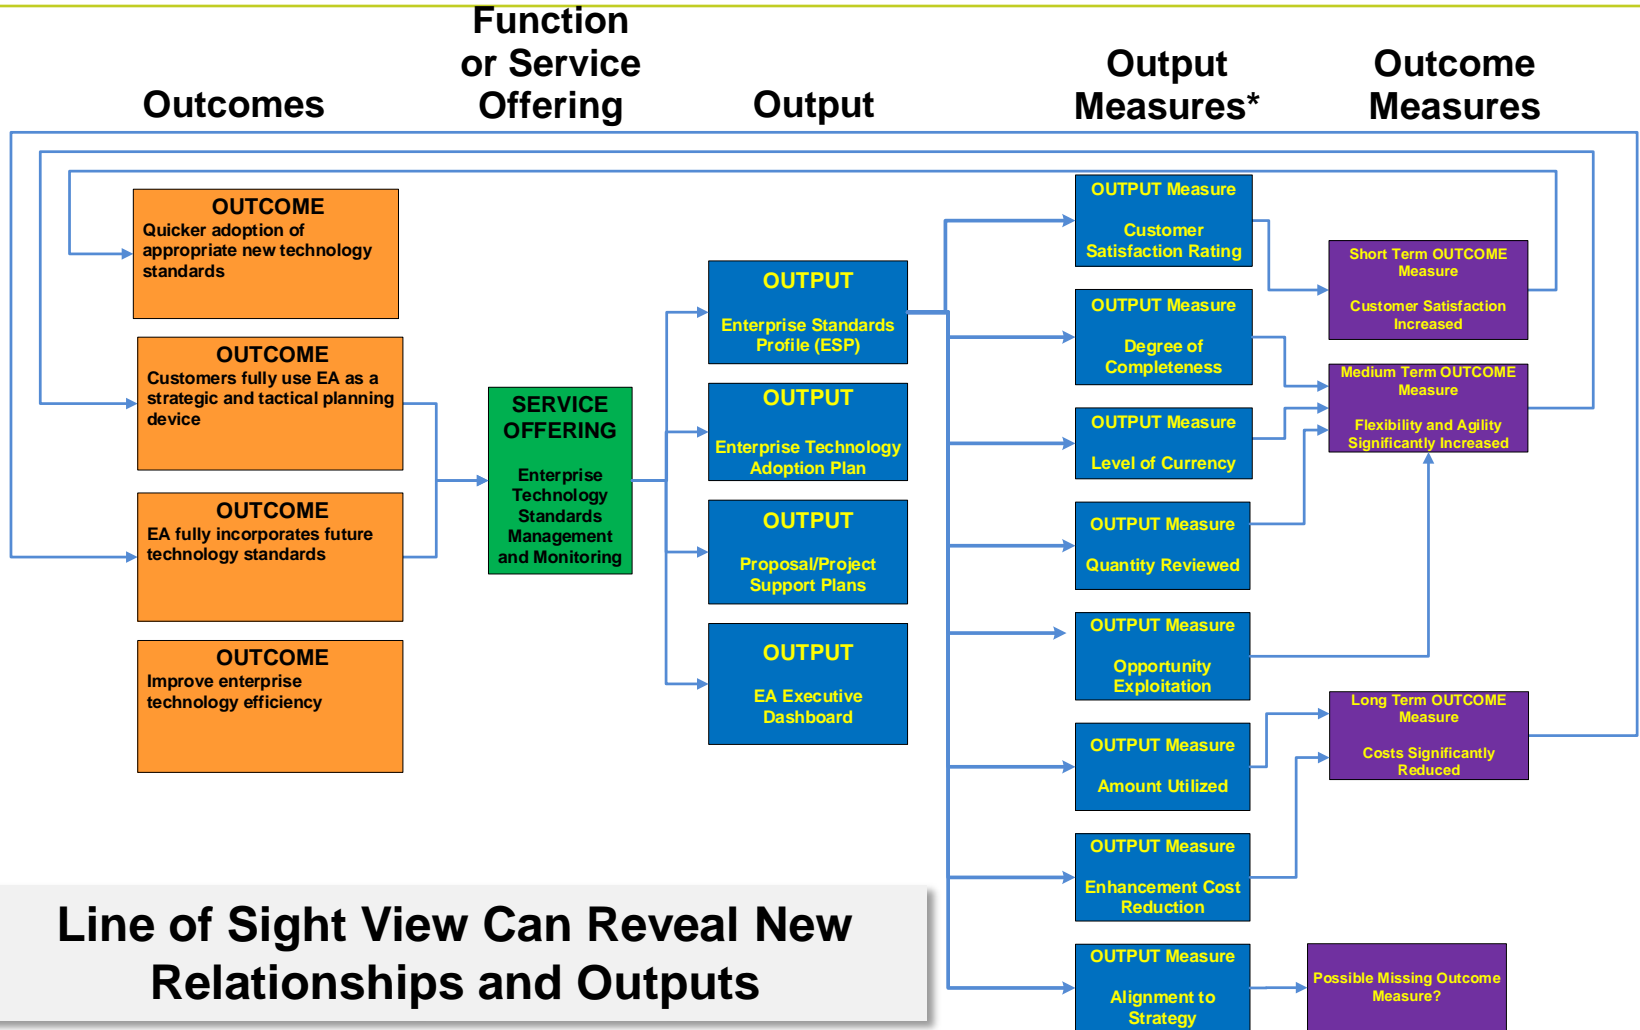 Outcomes
Function
or Service
Offering
Output
Output
Measures*
Outcome
Measures
OUTCOME
Quicker adoption of
appropriate new technology
standards
OUTCOME
Customers fully use EA as a
strategic and tactical planning
device
OUTCOME
EA fully incorporates future
technology standards
OUTCOME
Improve enterprise
technology efficiency
SERVICE
OFFERING
Enterprise
Technology
Standards
Management
and Monitoring
OUTPUT
Enterprise Standards
Profile (ESP)
OUTPUT
Enterprise Technology
Adoption Plan
OUTPUT
Proposal/Project
Support Plans
OUTPUT
EA Executive
Dashboard
OUTPUT Measure
Customer
Satisfaction Rating
OUTPUT Measure
Degree of
Completeness
OUTPUT Measure
Level of Currency
OUTPUT Measure
Quantity Reviewed
OUTPUT Measure
Opportunity
Exploitation
OUTPUT Measure
Amount Utilized
OUTPUT Measure
Enhancement Cost
Reduction
OUTPUT Measure
Alignment to
Strategy
Short Term OUTCOME
Measure
Customer Satisfaction
Increased
Medium Term OUTCOME
Measure
Flexibility and Agility
Significantly Increased
Long Term OUTCOME
Measure
Costs Significantly
Reduced
Possible Missing Outcome
Measure?
Line of Sight View Can Reveal New
Relationships and Outputs